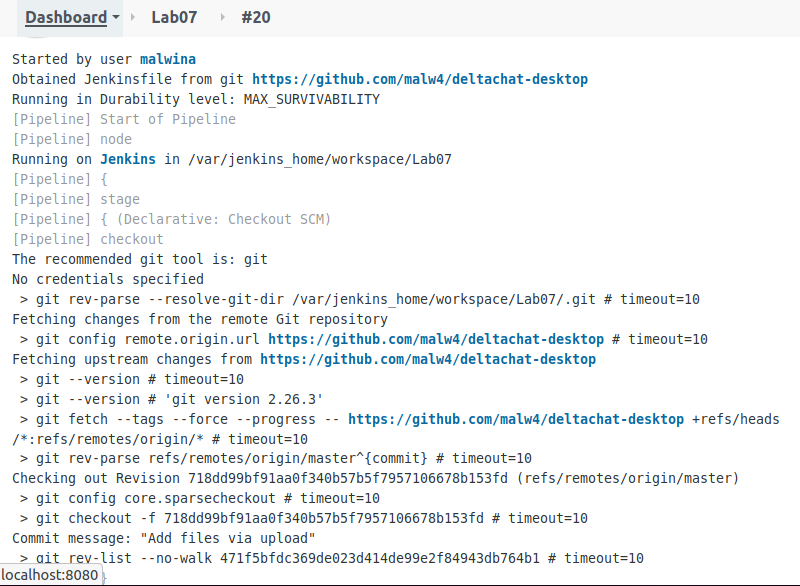 Dashboard Lab07 #20
Started by user malwina
Obtained Jenkinsfile from git https://github.com/malw4/deltachat-desktop
Running in Durability level: MAX_SURVIVABILITY
[Pipeline] Start of Pipeline
[Pipeline] node
Running on Jenkins in /var/jenkins_home/workspace/Lab07
[Pipeline] {
[Pipeline] stage
[Pipeline] { (Declarative: Checkout SCM)
[Pipeline] checkout
The recommended git tool is: git
No credentials specified
 > git rev-parse --resolve-git-dir /var/jenkins_home/workspace/Lab07/.git # timeout=10
Fetching changes from the remote Git repository
 > git config remote.origin.url https://github.com/malw4/deltachat-desktop # timeout=10
Fetching upstream changes from https://github.com/malw4/deltachat-desktop
 > git --version # timeout=10
 > git --version # 'git version 2.26.3'
 > git fetch --tags --force --progress -- https://github.com/malw4/deltachat-desktop +refs/heads
/*:refs/remotes/origin/* # timeout=10
 > git rev-parse refs/remotes/origin/master^{commit} # timeout=10
Checking out Revision 718dd99bf91aa0f340b57b5f7957106678b153fd (refs/remotes/origin/master)
 > git config core.sparsecheckout # timeout=10
 > git checkout -f 718dd99bf91aa0f340b57b5f7957106678b153fd # timeout=10
Commit message: "Add files via upload"
 > git rev-list --no-walk 471f5bfdc369de023d414de99e2f84943db764b1 # timeout=10
localhost:8080 }